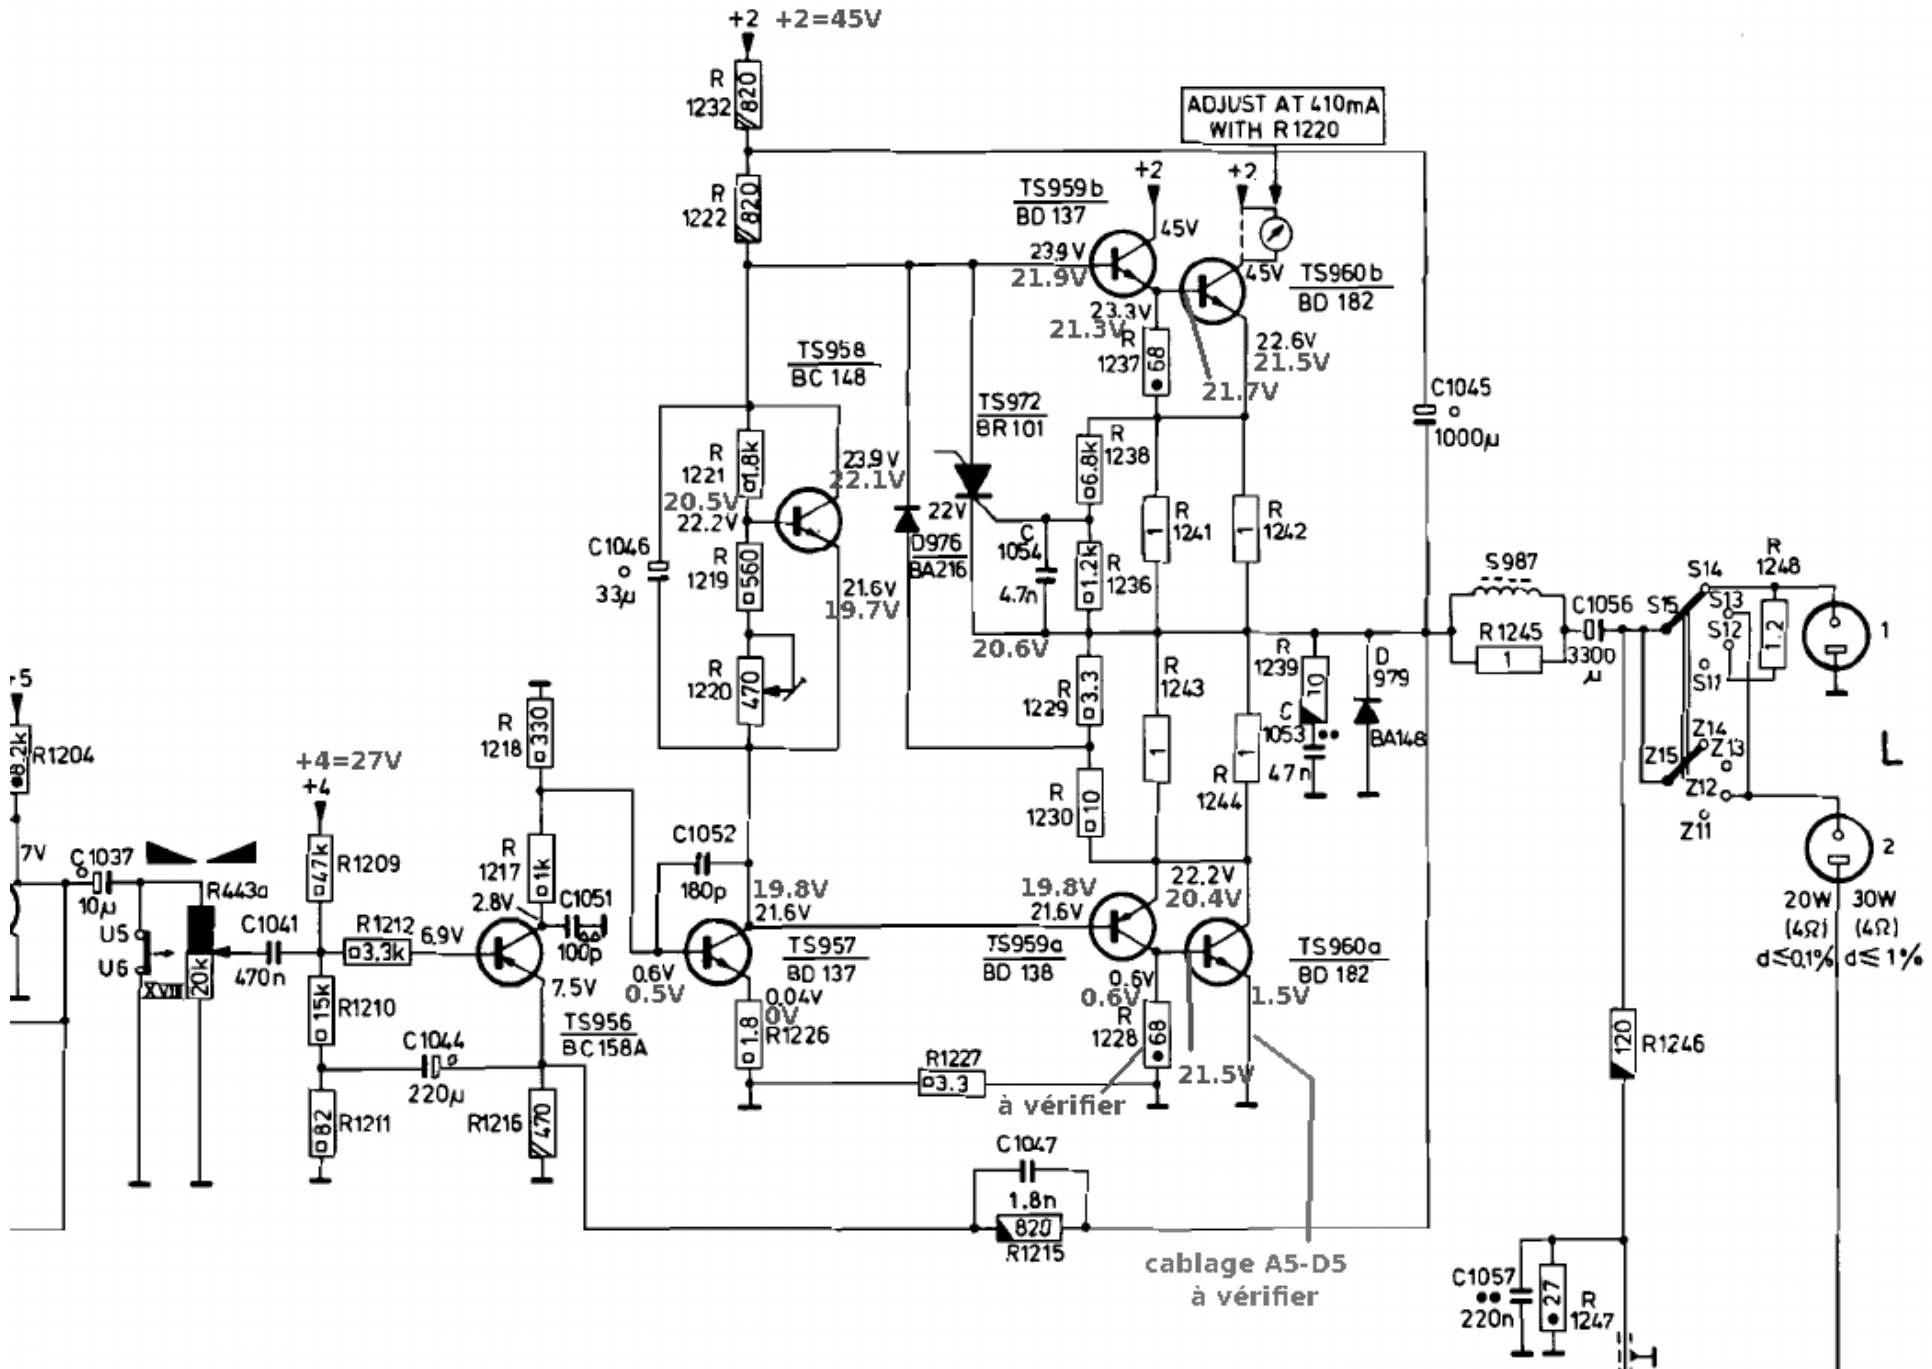 +2 +2=45V
R
1232
820
ADJUST AT 410mA
WITH R1220
R
1222
820
TS959b
BD 137
+2
+2
45V
23.9V
21.9V
45V
TS960b
BD 182
23.3V
21.3V
R
1237
68
22.6V
21.5V
21.7V
TS958
BC 148
TS972
BR101
C1045
1000µ
R
1221
1.8k
23.9V
22.1V
20.5V
22.2V
R
1238
6.8k
22V
R
1241
1
R
1242
1
C1046
33µ
R
1219
560
D976
BA216
C
1054
4.7n
R
1236
1.2k
21.6V
19.7V
20.6V
S987
R1245
1
C1056
3300
µ
S15
S14
S13
S12
S11
R
1248
1.2
1
R
1220
470
R
1229
3.3
R
1243
1
R
1239
10
D
979
BA148
C
1053
47n
R
1244
1
R
1230
10
Z15
Z14
Z13
Z12
Z11
L
2
20W
(4Ω)
d≤0.1%
30W
(4Ω)
d≤1%
+5
8.2k
R1204
7V
C1037
10µ
U5
U6
R443a
20k
XVIII
C1041
470n
+4=27V
+4
47k
R1209
R1212
3.3k
6.9V
15k
R1210
82
R1211
C1044
220µ
R
1218
330
R
1217
1k
2.8V
C1051
100p
7.5V
TS956
BC158A
R1216
470
C1052
180p
19.8V
21.6V
TS957
BD 137
0.6V
0.5V
0.04V
0V
R1226
1.8
19.8V
21.6V
TS959a
BD 138
22.2V
20.4V
TS960a
BD 182
0.6V
0.6V
R
1228
68
1.5V
21.5V
R1227
3.3
à vérifier
C1047
1.8n
820
R1215
cablage A5-D5
à vérifier
120
R1246
C1057
220n
27
R
1247